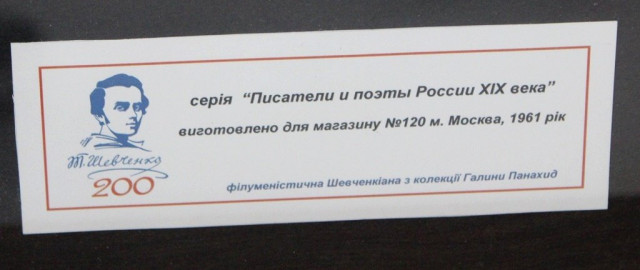 серія “Писатели и поэты России XIX века”
виготовлено для магазину №120 м. Москва, 1961 рік
Т.Шевченко
200
філуменістична Шевченкіана з колекції Галини Панахид